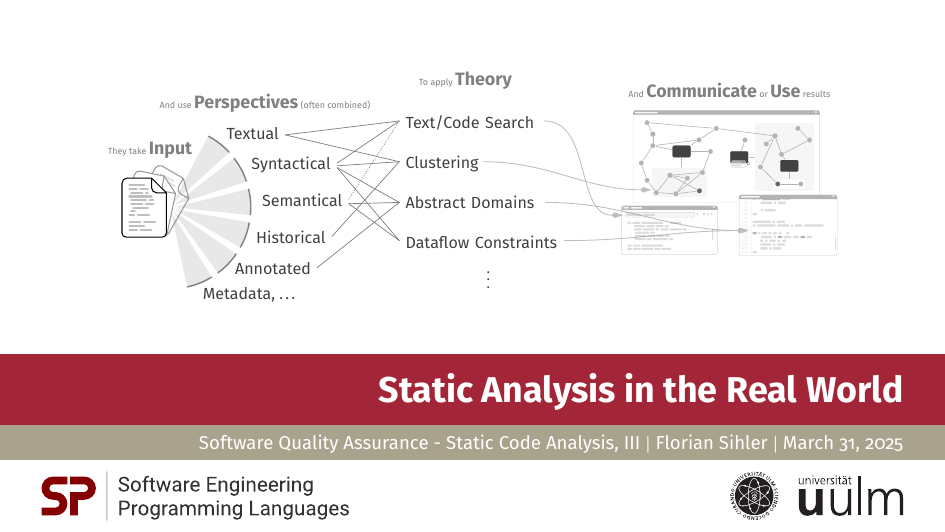 To apply Theory
And Communicate or Use results
And use Perspectives (often combined)
They take Input
Textual
Syntactical
Semantical
Historical
Annotated
Metadata, ...
Text/Code Search
Clustering
Abstract Domains
Dataflow Constraints
⋮
Static Analysis in the Real World
Software Quality Assurance - Static Code Analysis, III | Florian Sihler | March 31, 2025
SP
Software Engineering
Programming Languages
universität
uulm